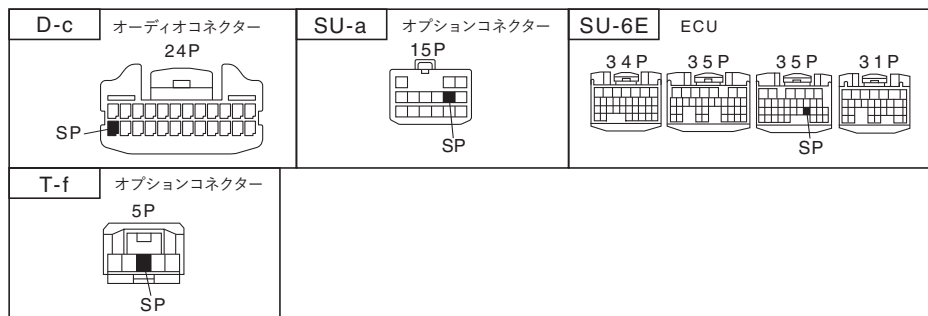 D-c オーディオコネクター
24P
SP
SU-a オプションコネクター
15P
SP
SU-6E ECU
34P 35P 35P 31P
SP
T-f オプションコネクター
5P
SP